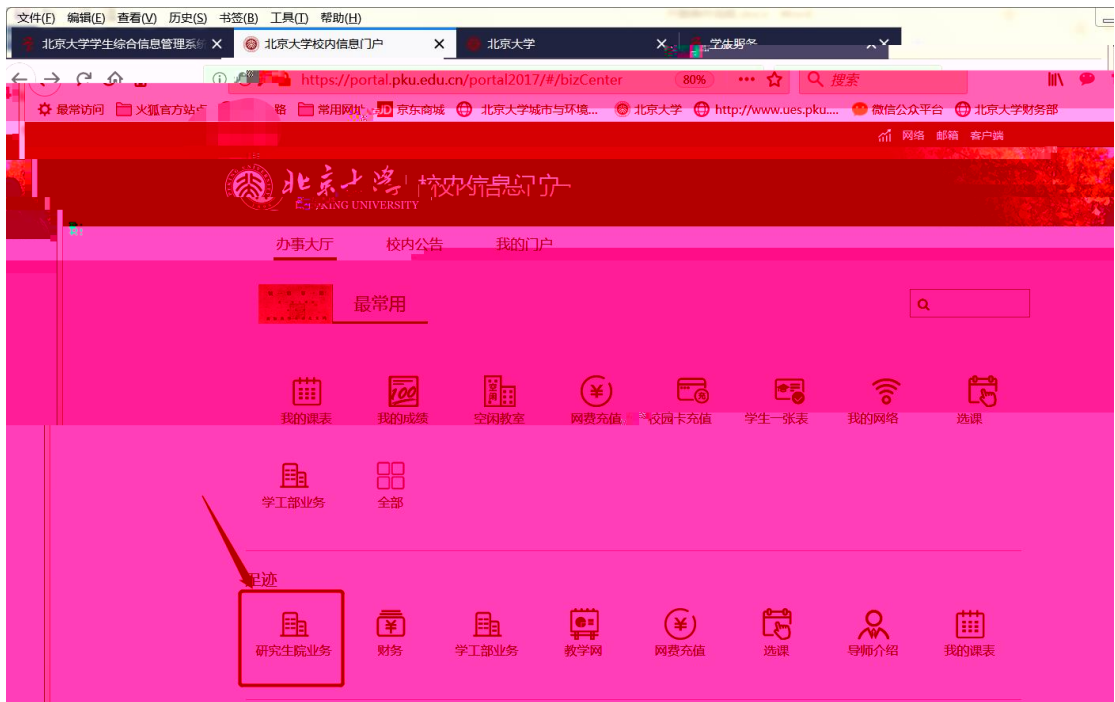 文件(F) 编辑(E) 查看(V) 历史(S) 书签(B) 工具(T) 帮助(H)
北京大学学生综合信息管理系统 北京大学校内信息门户 北京大学
https://portal.pku.edu.cn/portal2017/#/bizCenter 80% 搜索
最常访问 火狐官方站点 常用网址 JD 京东商城 北京大学城市与环境... 北京大学 http://www.ues.pku.... 微信公众平台 北京大学财务部
网络 邮箱 客户端
北京大学 校内信息门户
UNIVERSITY
办事大厅 校内公告 我的门户
最常用
我的课表 我的成绩 空闲教室 网费充值 校园卡充值 学生一张表 我的网络 选课
学工部业务 全部
足迹
研究生院业务 财务 学工部业务 教学网 网费充值 选课 导师介绍 我的课表